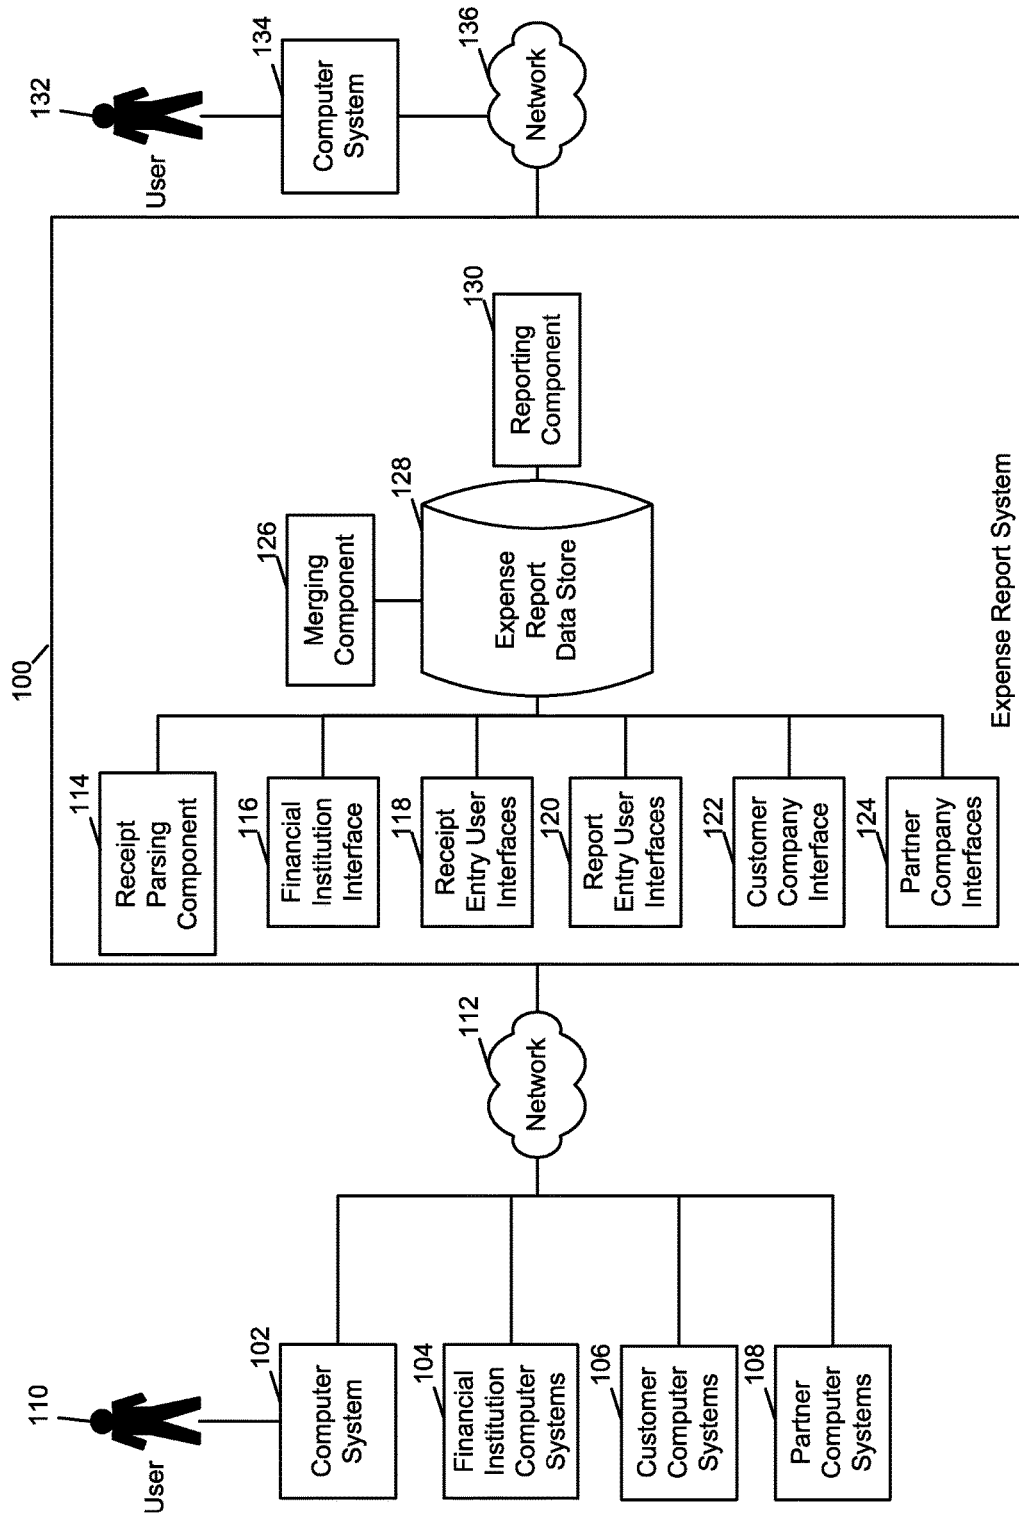 110
User
102
Computer
System
104
Financial
Institution
Computer
Systems
106
Customer
Computer
Systems
108
Partner
Computer
Systems
112
Network
100
114
Receipt
Parsing
Component
116
Financial
Institution
Interface
118
Receipt
Entry User
Interfaces
120
Report
Entry User
Interfaces
122
Customer
Company
Interface
124
Partner
Company
Interfaces
126
Merging
Component
128
Expense
Report
Data Store
130
Reporting
Component
Expense Report System
132
User
134
Computer
System
136
Network